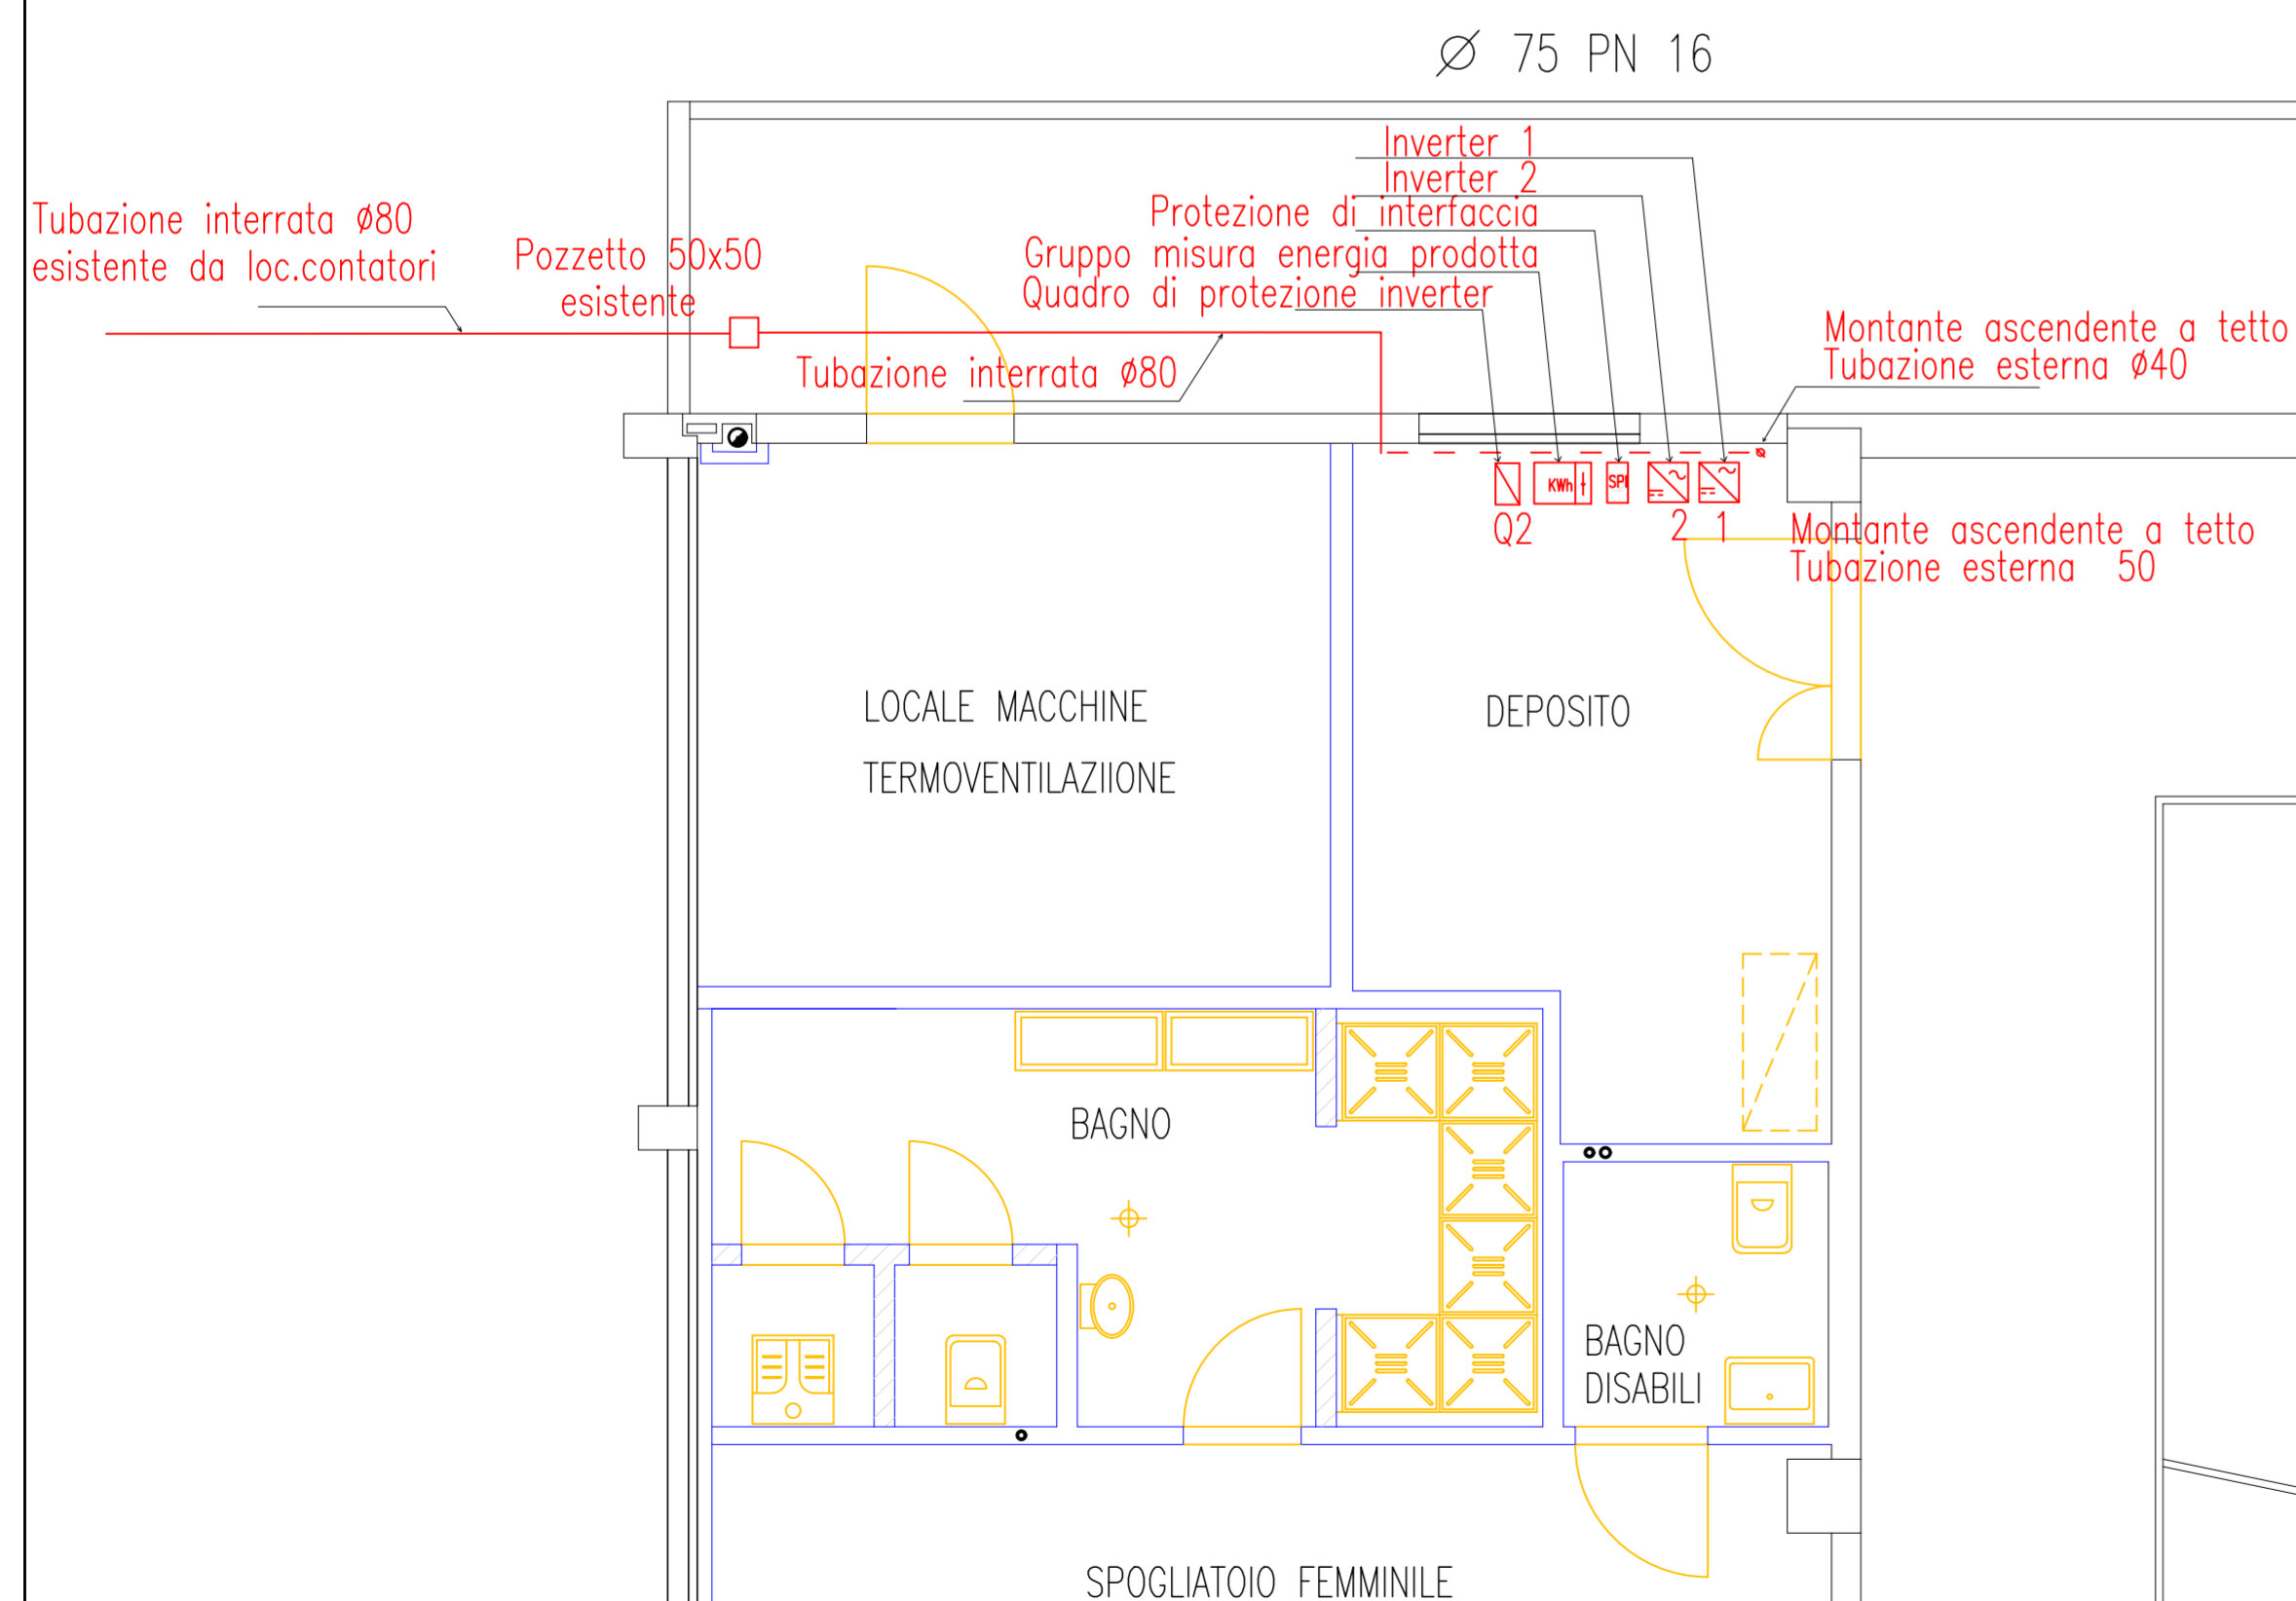 Ø 75 PN 16
Inverter 1
Inverter 2
Protezione di interfaccia
Gruppo misura energia prodotta
Quadro di protezione inverter
Tubazione interrata ø80
esistente da loc.contatori
Pozzetto 50x50
esistente
Tubazione interrata ø80
Montante ascendente a tetto
Tubazione esterna ø40
KWh
SPI
Q2
2
1
Montante ascendente a tetto
Tubazione esterna 50
LOCALE MACCHINE
TERMOVENTILAZIIONE
DEPOSITO
BAGNO
BAGNO
DISABILI
SPOGLIATOIO FEMMINILE